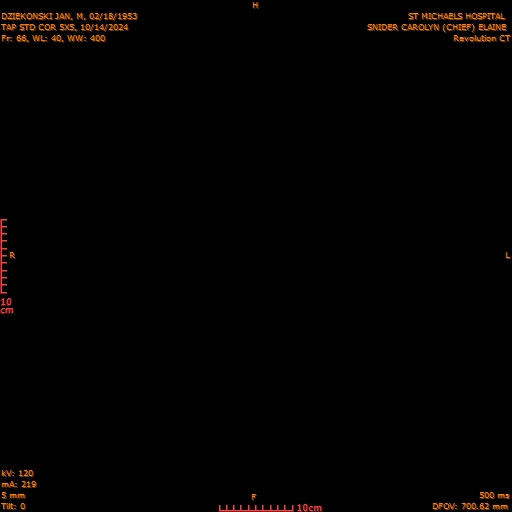 H
DZIEKONSKI JAN, M, 02/18/1953
ST MICHAELS HOSPITAL
TAP STD COR 5X5, 10/14/2024
SNIDER CAROLYN (CHIEF) ELAINE
Fr: 66, WL: 40, WW: 400
Revolution CT
R
L
10
cm
kV: 120
mA: 219
5 mm
F
500 ms
Tilt: 0
10cm
DFOV: 700.62 mm